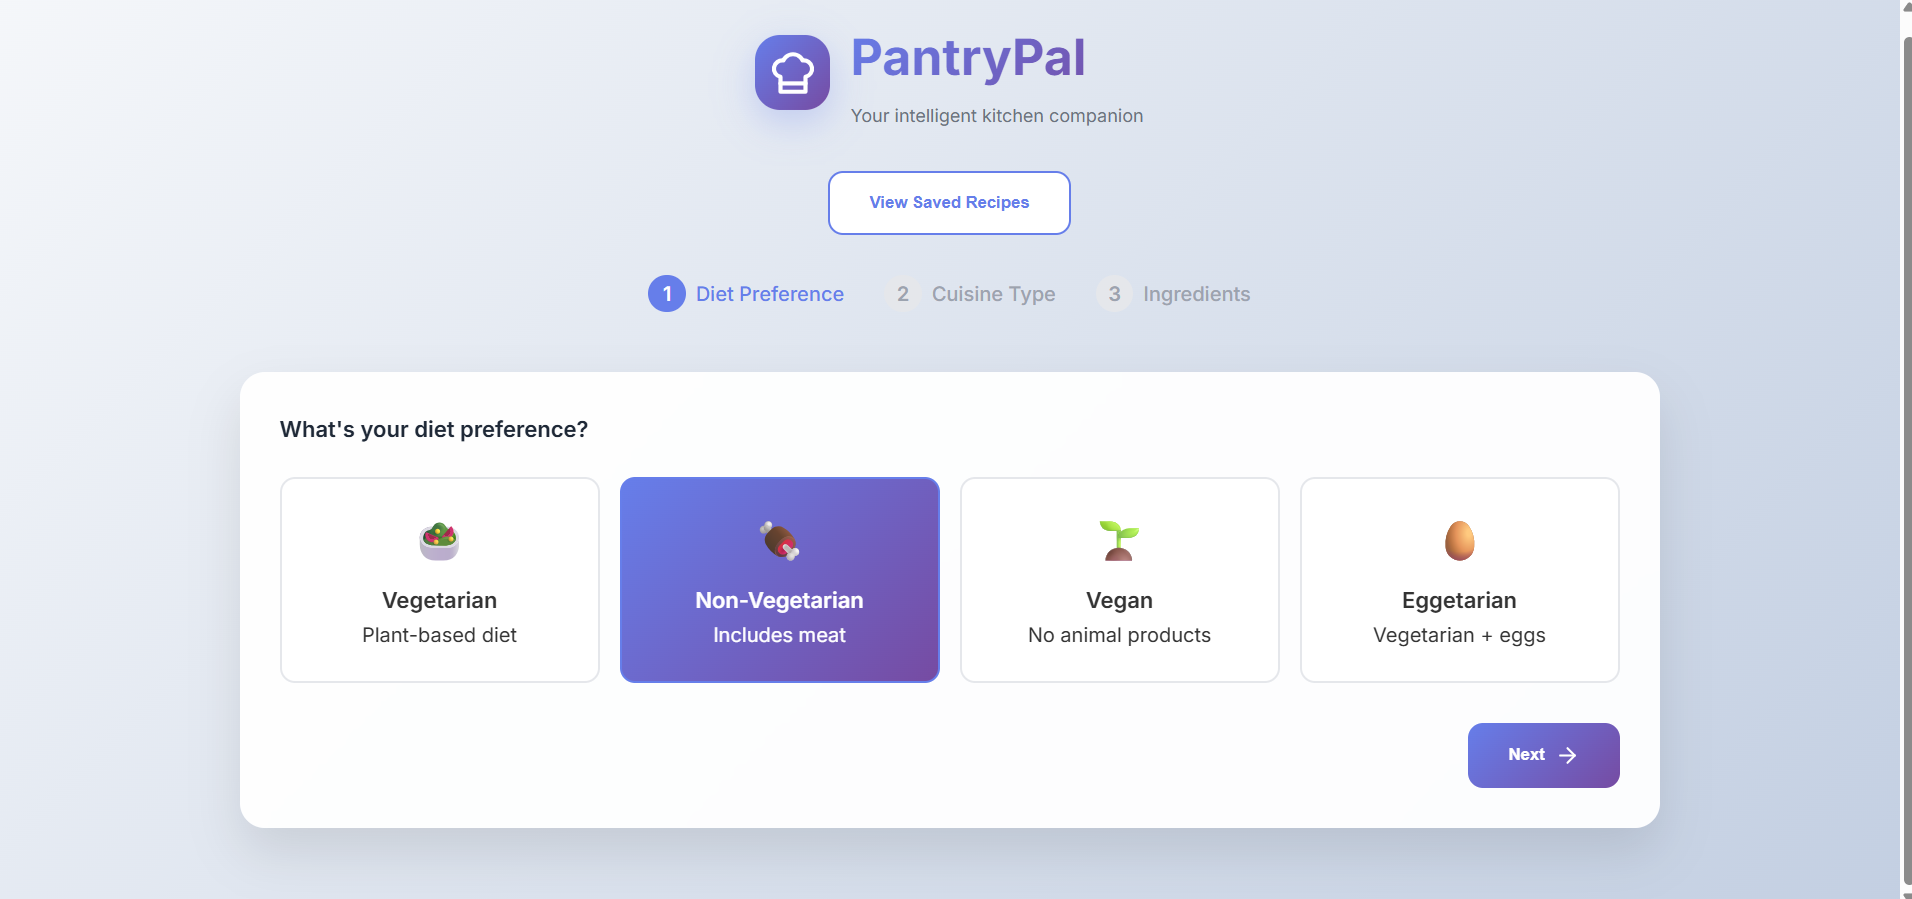 PantryPal
Your intelligent kitchen companion
View Saved Recipes
1 Diet Preference 2 Cuisine Type 3 Ingredients
What's your diet preference?
Vegetarian
Plant-based diet
Non-Vegetarian
Includes meat
Vegan
No animal products
Eggetarian
Vegetarian + eggs
Next